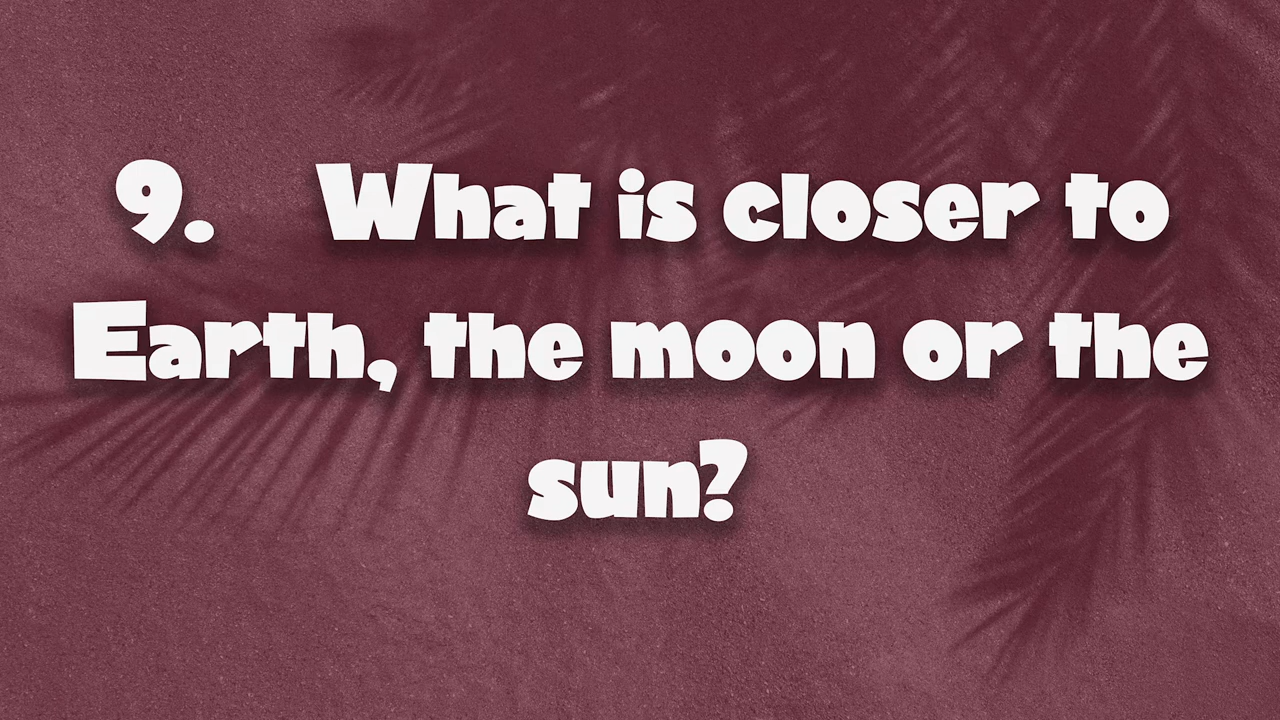 9. What is closer to
Earth, the moon or the
sun?